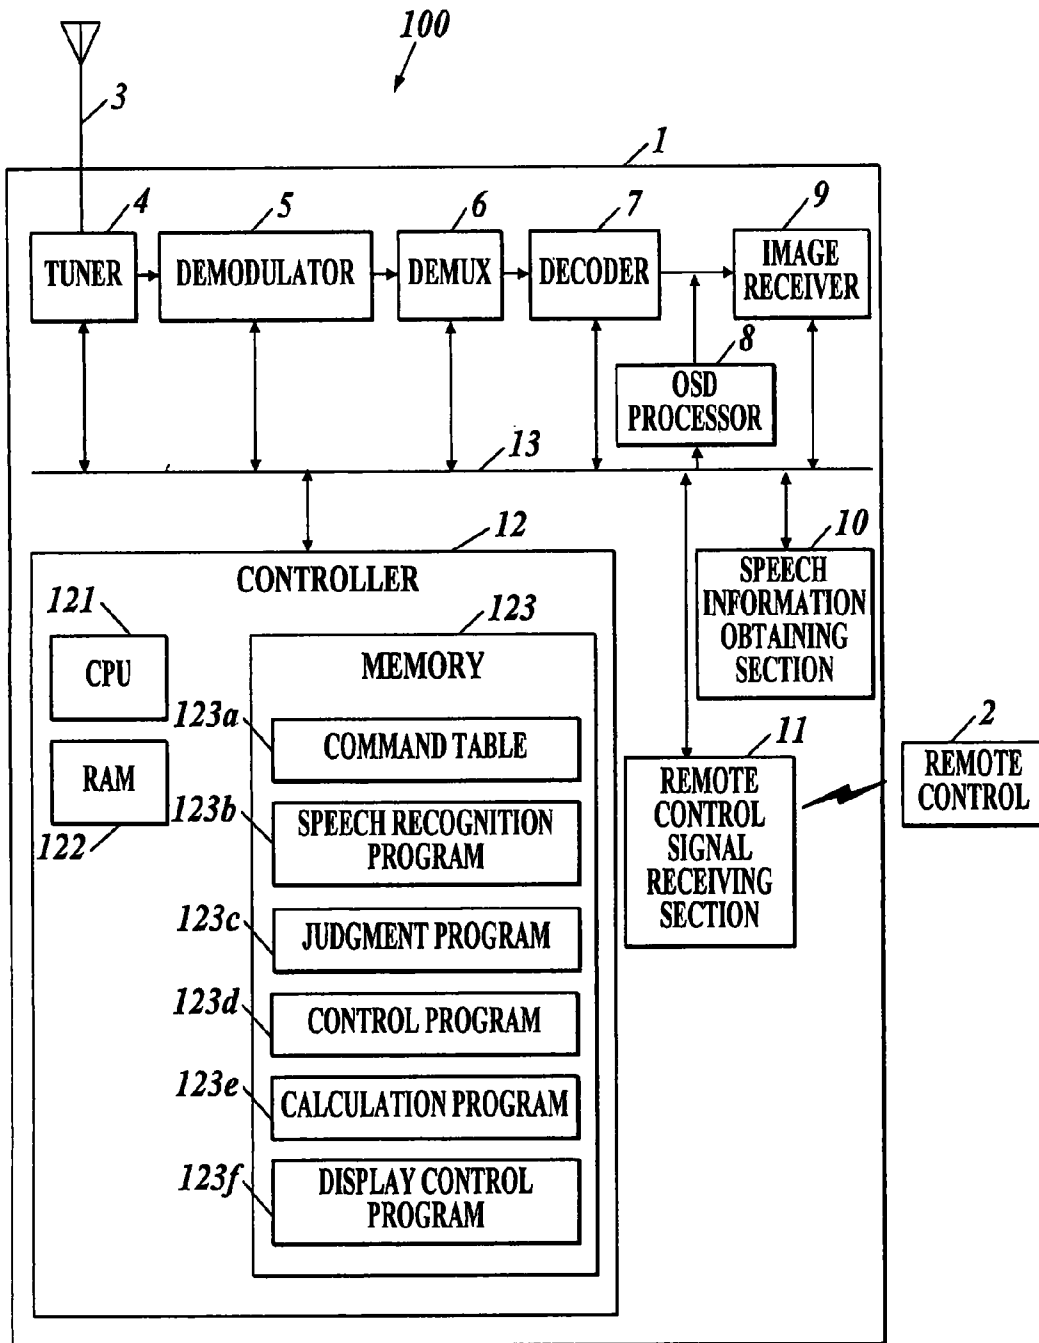 100
3
1
4
5
6
7
9
TUNER
DEMODULATOR
DEMUX
DECODER
IMAGE
RECEIVER
8
OSD
PROCESSOR
13
12
10
CONTROLLER
SPEECH
INFORMATION
OBTAINING
SECTION
121
CPU
RAM
122
123
MEMORY
123a
COMMAND TABLE
123b
SPEECH RECOGNITION
PROGRAM
123c
JUDGMENT PROGRAM
123d
CONTROL PROGRAM
123e
CALCULATION PROGRAM
123f
DISPLAY CONTROL
PROGRAM
11
REMOTE
CONTROL
SIGNAL
RECEIVING
SECTION
2
REMOTE
CONTROL